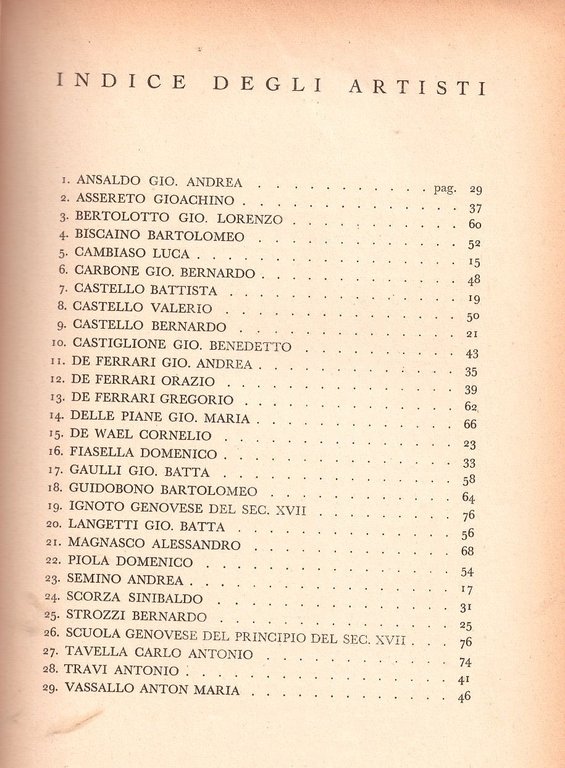 INDICE DEGLI ARTISTI
1. ANSALDO GIO. ANDREA . . . . . . . . . . . pag. 29
2. ASSERETO GIOACHINO . . . . . . . . . . . . 37
3. BERTOLOTTO GIO. LORENZO . . . . . . . . . . 60
4. BISCAINO BARTOLOMEO . . . . . . . . . . . 52
5. CAMBIASO LUCA . . . . . . . . . . . . . . 15
6. CARBONE GIO. BERNARDO . . . . . . . . . . . 48
7. CASTELLO BATTISTA . . . . . . . . . . . . 19
8. CASTELLO VALERIO . . . . . . . . . . . . . 50
9. CASTELLO BERNARDO . . . . . . . . . . . . 21
10. CASTIGLIONE GIO. BENEDETTO . . . . . . . . . 43
11. DE FERRARI GIO. ANDREA . . . . . . . . . . . 35
12. DE FERRARI ORAZIO . . . . . . . . . . . . 39
13. DE FERRARI GREGORIO . . . . . . . . . . . . 62
14. DELLE PIANE GIO. MARIA . . . . . . . . . . . 66
15. DE WAEL CORNELIO . . . . . . . . . . . . . 23
16. FIASELLA DOMENICO . . . . . . . . . . . . 33
17. GAULLI GIO. BATTA . . . . . . . . . . . . . 58
18. GUIDOBONO BARTOLOMEO . . . . . . . . . . . 64
19. IGNOTO GENOVESE DEL SEC. XVII . . . . . . . . 76
20. LANGETTI GIO. BATTA . . . . . . . . . . . . 56
21. MAGNASCO ALESSANDRO . . . . . . . . . . . 68
22. PIOLA DOMENICO . . . . . . . . . . . . . . 54
23. SEMINO ANDREA . . . . . . . . . . . . . . 17
24. SCORZA SINIBALDO . . . . . . . . . . . . . 31
25. STROZZI BERNARDO . . . . . . . . . . . . . 25
26. SCUOLA GENOVESE DEL PRINCIPIO DEL SEC. XVII . . . 76
27. TAVELLA CARLO ANTONIO . . . . . . . . . . . 74
28. TRAVI ANTONIO . . . . . . . . . . . . . . 41
29. VASSALLO ANTON MARIA . . . . . . . . . . . 46